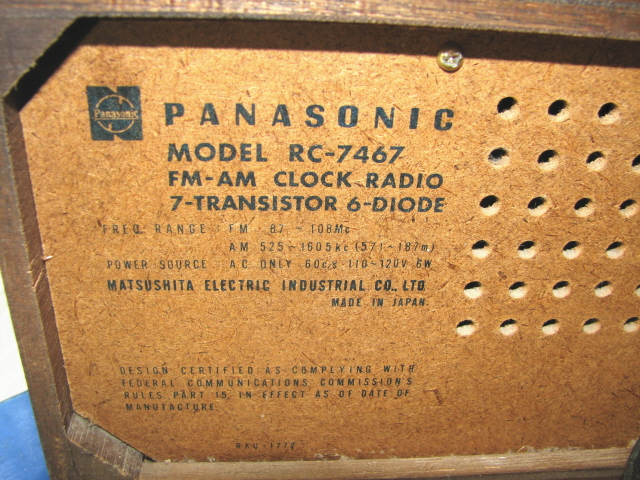 Panasonic
PANASONIC
MODEL RC-7467
FM-AM CLOCK RADIO
7-TRANSISTOR 6-DIODE
FREQ. RANGE : FM 87 - 108Mc
AM 525 - 1605kc (571 - 187m)
POWER SOURCE : AC ONLY 60c/s 110-120V 6W
MATSUSHITA ELECTRIC INDUSTRIAL CO., LTD.
MADE IN JAPAN.
DESIGN CERTIFIED AS COMPLYING WITH
FEDERAL COMMUNICATIONS COMMISSION'S
RULES PART 15, IN EFFECT AS OF DATE OF
MANUFACTURE.